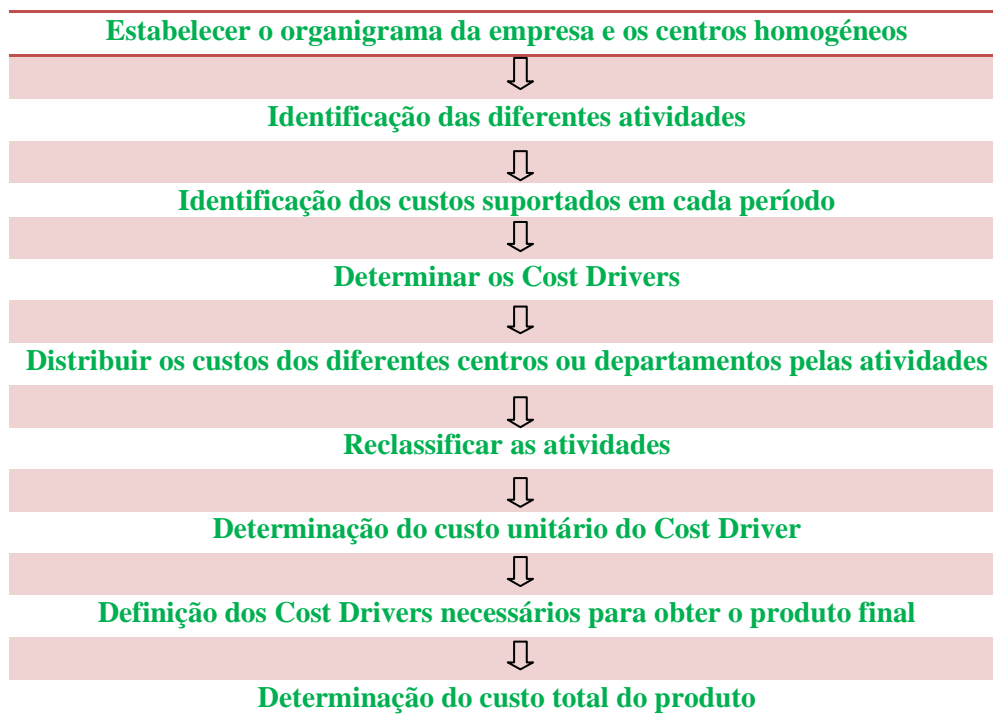 Estabelecer o organigrama da empresa e os centros homogéneos
Identificação das diferentes atividades
Identificação dos custos suportados em cada período
Determinar os Cost Drivers
Distribuir os custos dos diferentes centros ou departamentos pelas atividades
Reclassificar as atividades
Determinação do custo unitário do Cost Driver
Definição dos Cost Drivers necessários para obter o produto final
Determinação do custo total do produto